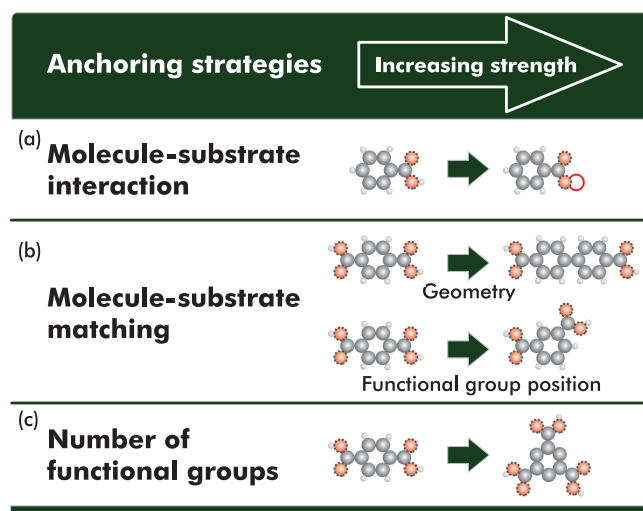 Anchoring strategies
Increasing strength
(a)
Molecule-substrate
interaction
(b)
Molecule-substrate
matching
Geometry
Functional group position
(c)
Number of
functional groups